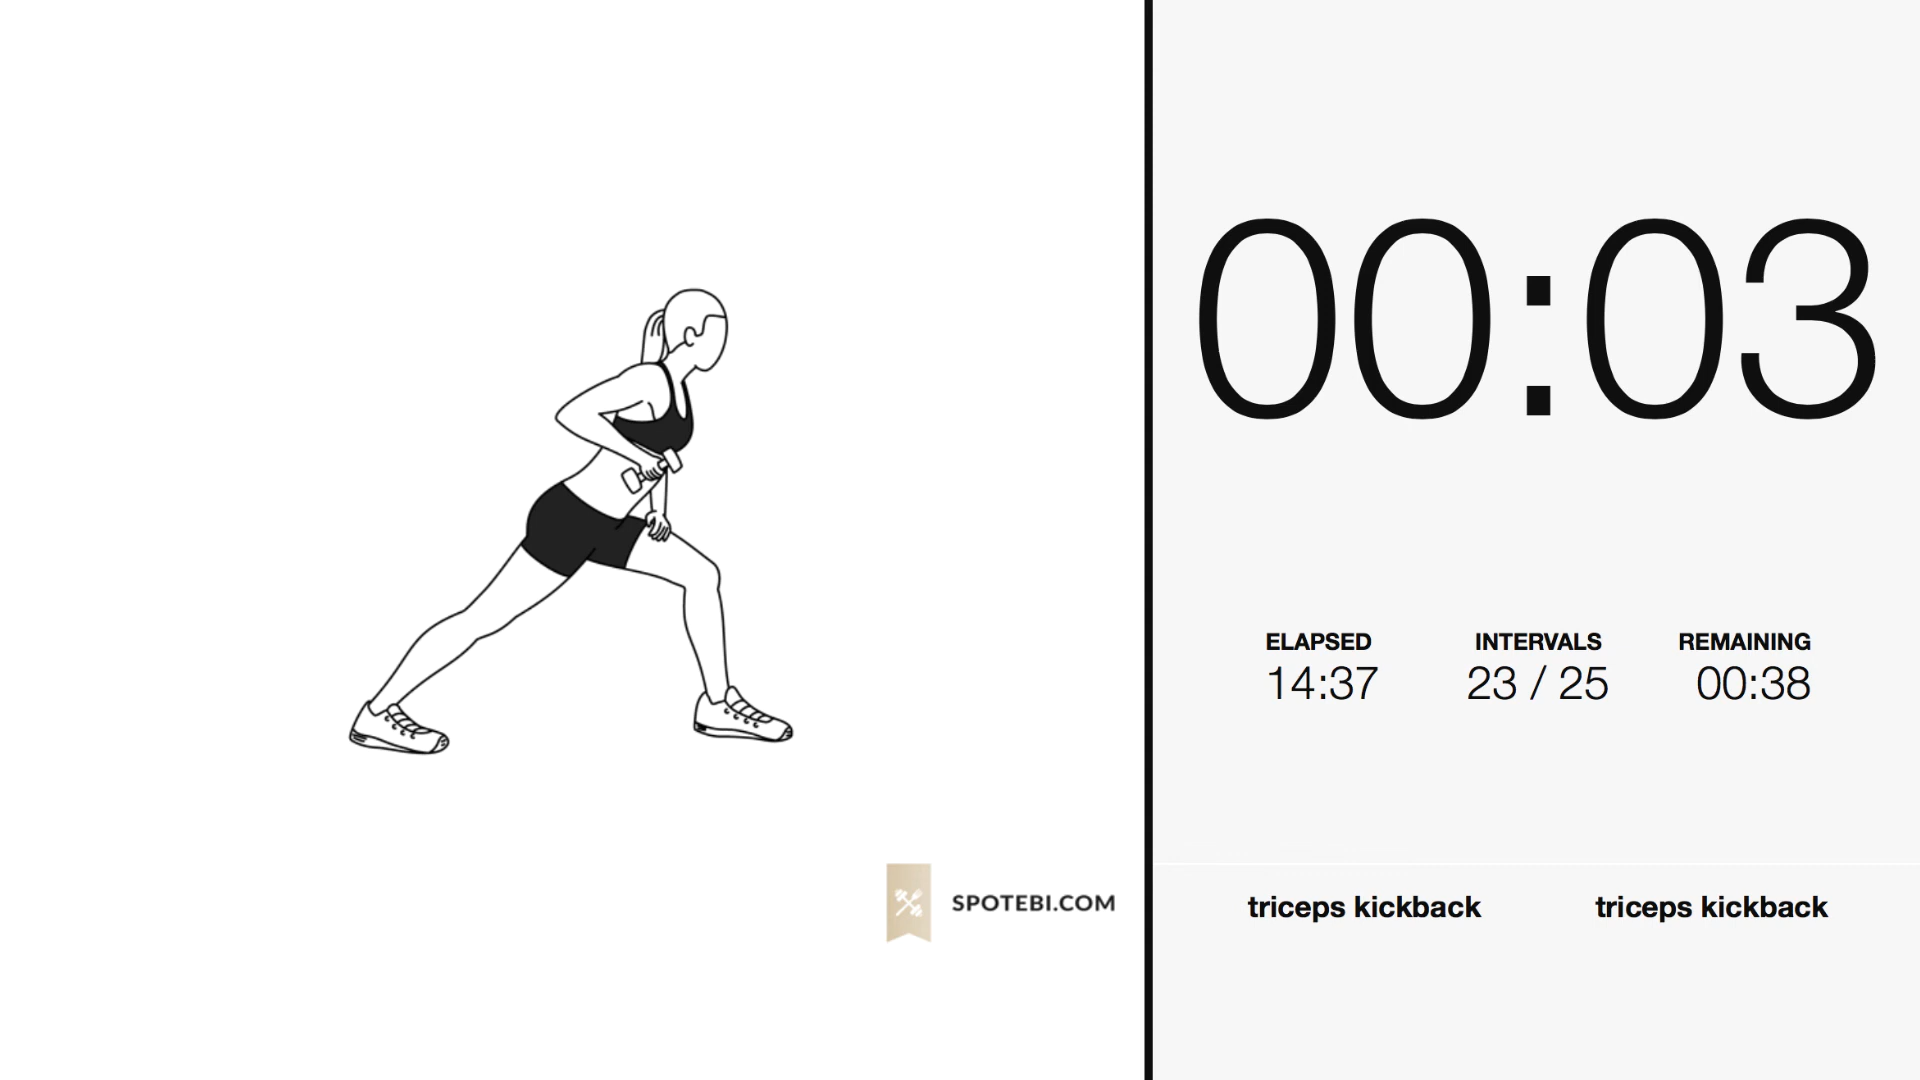 00:03
ELAPSED INTERVALS REMAINING
14:37 23 / 25 00:38
SPOTEBI.COM
triceps kickback triceps kickback